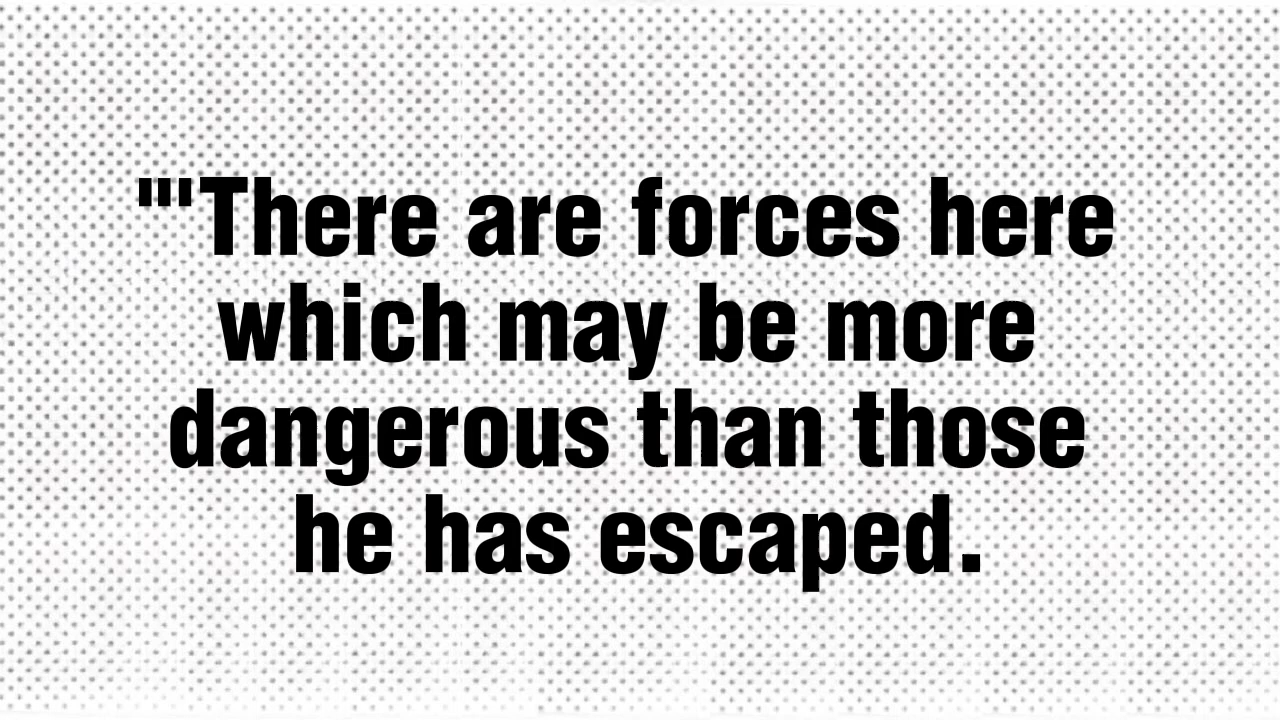 "'There are forces here
which may be more
dangerous than those
he has escaped.